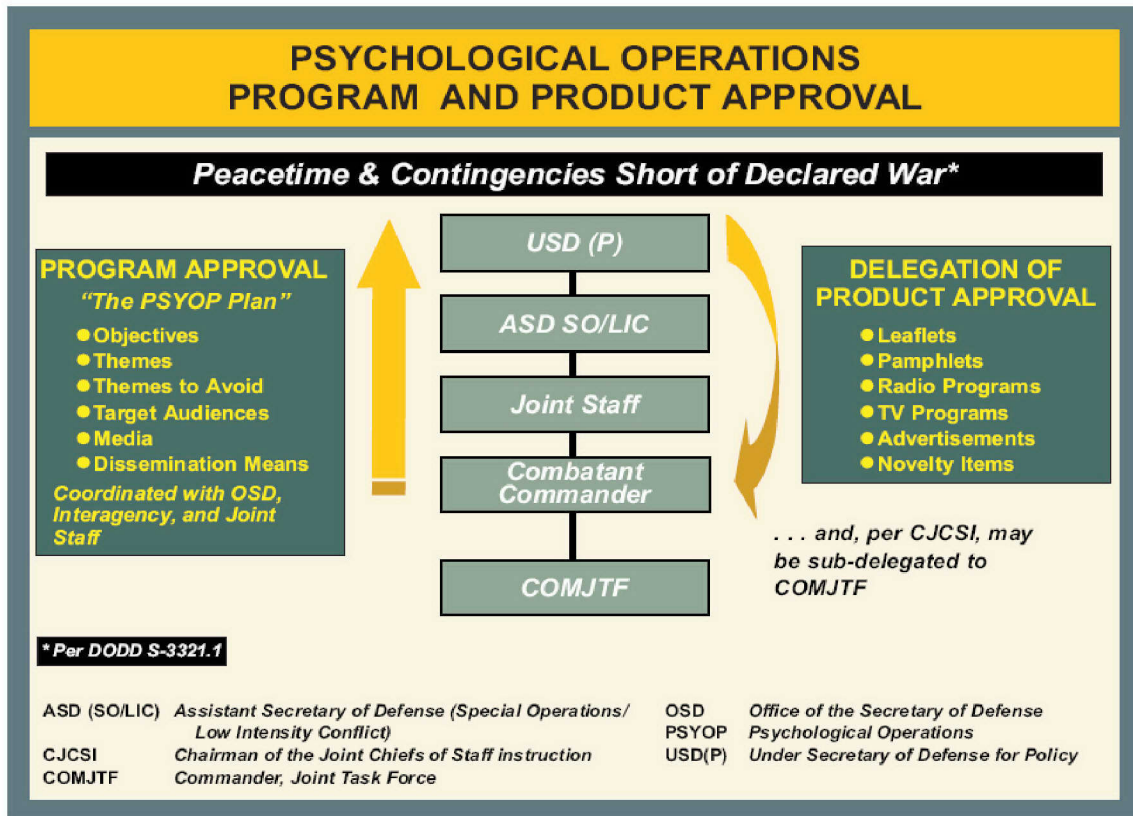 PSYCHOLOGICAL OPERATIONS
PROGRAM AND PRODUCT APPROVAL
Peacetime & Contingencies Short of Declared War*
PROGRAM APPROVAL
“The PSYOP Plan”
Objectives
Themes
Themes to Avoid
Target Audiences
Media
Dissemination Means
Coordinated with OSD,
Interagency, and Joint
Staff
USD (P)
ASD SO/LIC
Joint Staff
Combatant
Commander
COMJTF
DELEGATION OF
PRODUCT APPROVAL
Leaflets
Pamphlets
Radio Programs
TV Programs
Advertisements
Novelty Items
. . . and, per CJCSI, may
be sub-delegated to
COMJTF
* Per DODD S-3321.1
ASD (SO/LIC) Assistant Secretary of Defense (Special Operations/
Low Intensity Conflict)
CJCSI Chairman of the Joint Chiefs of Staff instruction
COMJTF Commander, Joint Task Force
OSD Office of the Secretary of Defense
PSYOP Psychological Operations
USD(P) Under Secretary of Defense for Policy